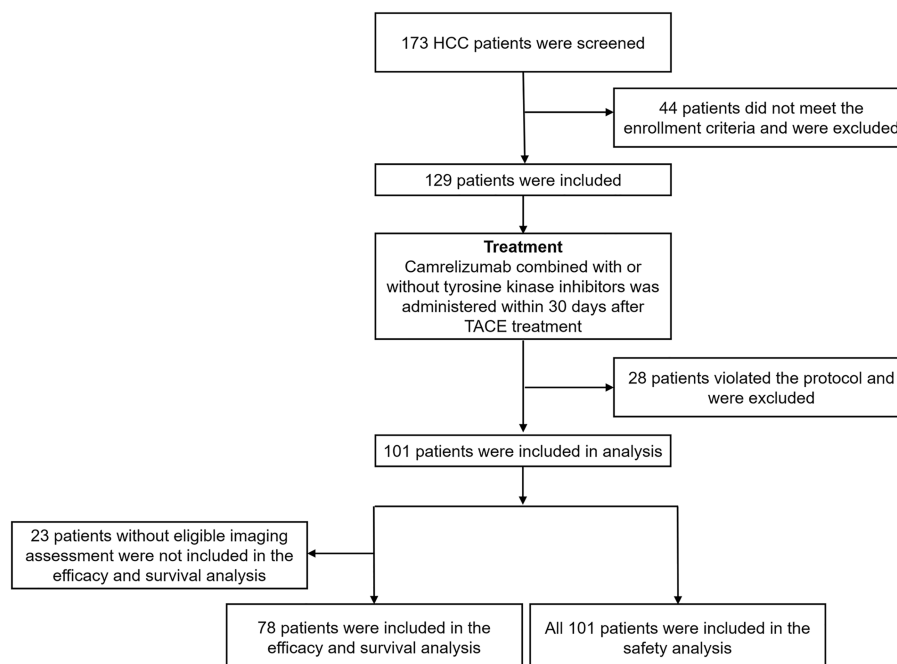 173 HCC patients were screened
44 patients did not meet the
enrollment criteria and were excluded
129 patients were included
Treatment
Camrelizumab combined with or
without tyrosine kinase inhibitors was
administered within 30 days after
TACE treatment
28 patients violated the protocol and
were excluded
101 patients were included in analysis
23 patients without eligible imaging
assessment were not included in the
efficacy and survival analysis
78 patients were included in the
efficacy and survival analysis
All 101 patients were included in the
safety analysis